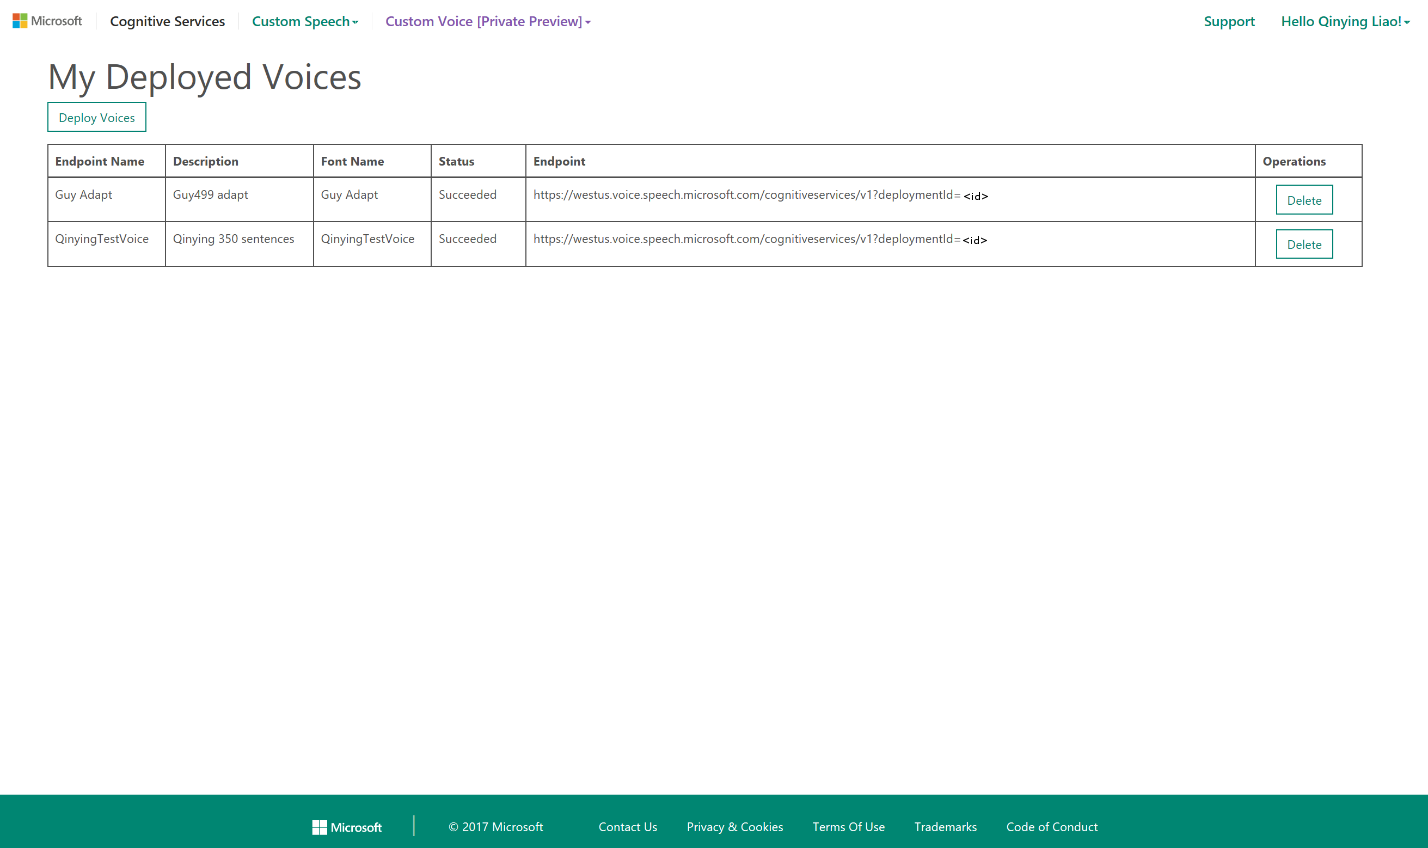 Microsoft Cognitive Services Custom Speech Custom Voice [Private Preview] Support Hello Qinying Liao!
My Deployed Voices
Deploy Voices
Endpoint Name Description Font Name Status Endpoint Operations
Guy Adapt Guy499 adapt Guy Adapt Succeeded https://westus.voice.speech.microsoft.com/cognitiveservices/v1?deploymentId= <id> Delete
QinyingTestVoice Qinying 350 sentences QinyingTestVoice Succeeded https://westus.voice.speech.microsoft.com/cognitiveservices/v1?deploymentId= <id> Delete
Microsoft © 2017 Microsoft Contact Us Privacy & Cookies Terms Of Use Trademarks Code of Conduct